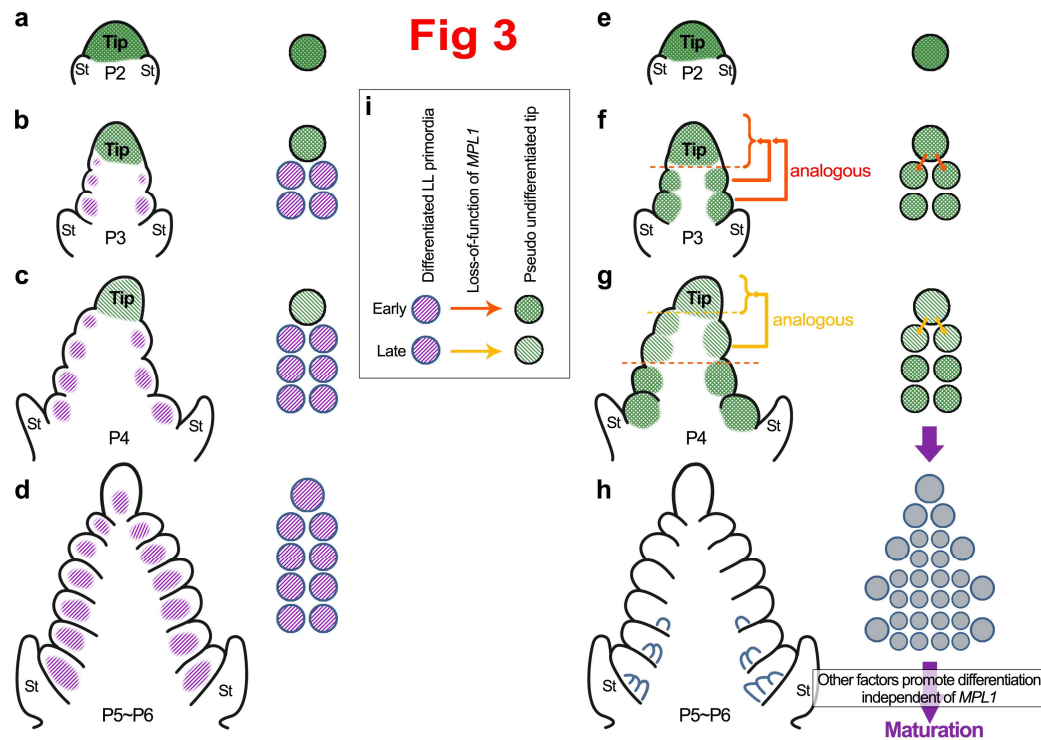 Fig 3
a
Tip
St
P2
St
b
Tip
St
P3
St
c
Tip
St
P4
St
d
St
P5~P6
i
Differentiated LL primordia
Loss-of-function of MPL1
Pseudo undifferentiated tip
Early
Late
e
Tip
St
P2
St
f
Tip
analogous
St
P3
St
g
Tip
analogous
St
P4
St
h
St
St
P5~P6
Other factors promote differentiation
independent of MPL1
Maturation